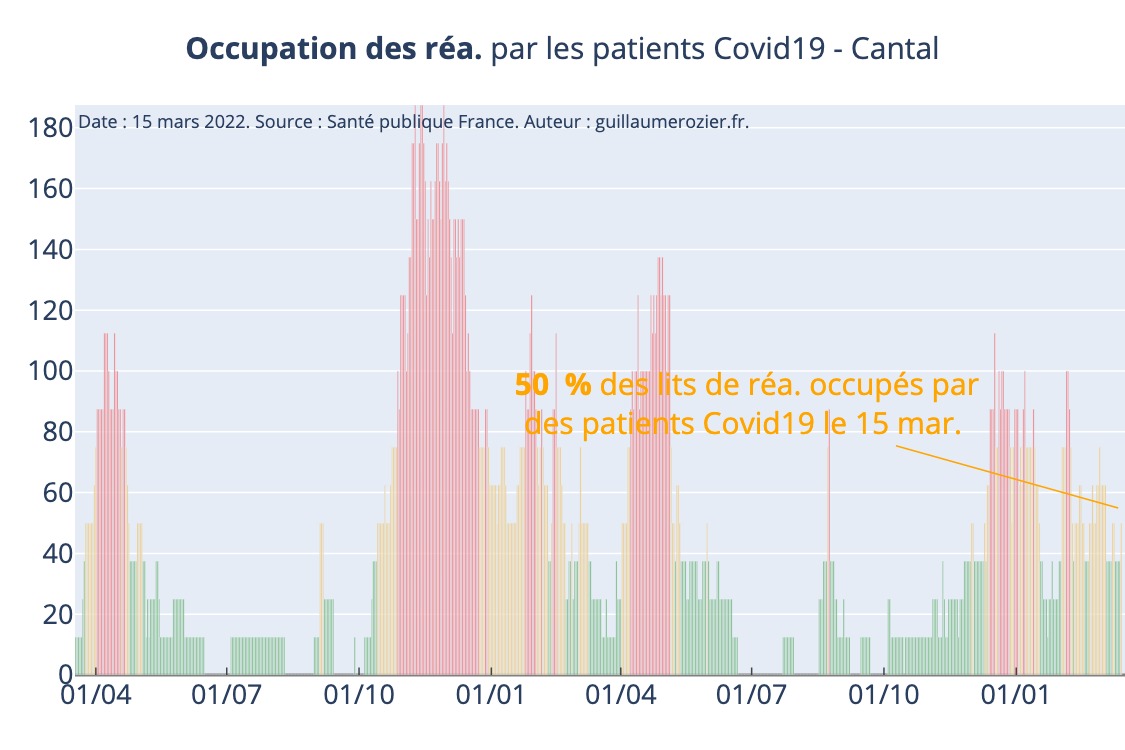 Occupation des réa. par les patients Covid19 - Cantal
Date : 15 mars 2022. Source : Santé publique France. Auteur : guillaumerozier.fr.
180
160
140
120
100
80
60
40
20
0
50 % des lits de réa. occupés par
des patients Covid19 le 15 mar.
01/04 01/07 01/10 01/01 01/04 01/07 01/10 01/01